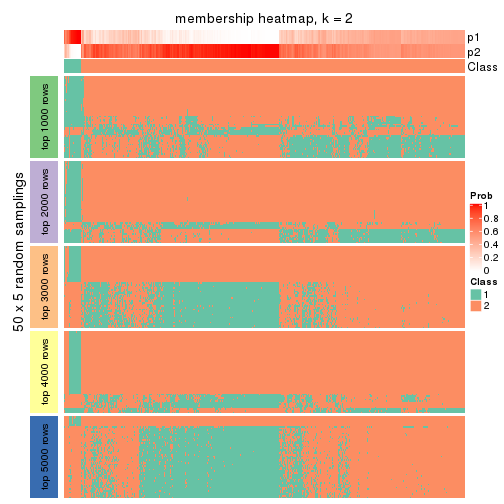 membership heatmap, k = 2
p1
p2
Class
50 x 5 random samplings
top 1000 rows
top 2000 rows
top 3000 rows
top 4000 rows
top 5000 rows
Prob
1
0.8
0.6
0.4
0.2
0
Class
1
2